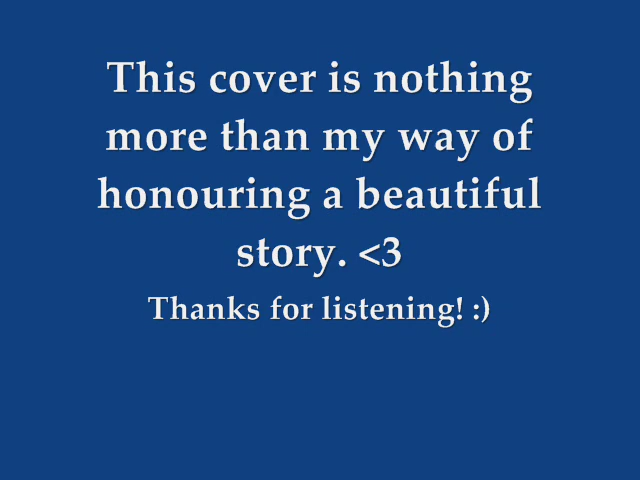 This cover is nothing
more than my way of
honouring a beautiful
story. <3
Thanks for listening! :)